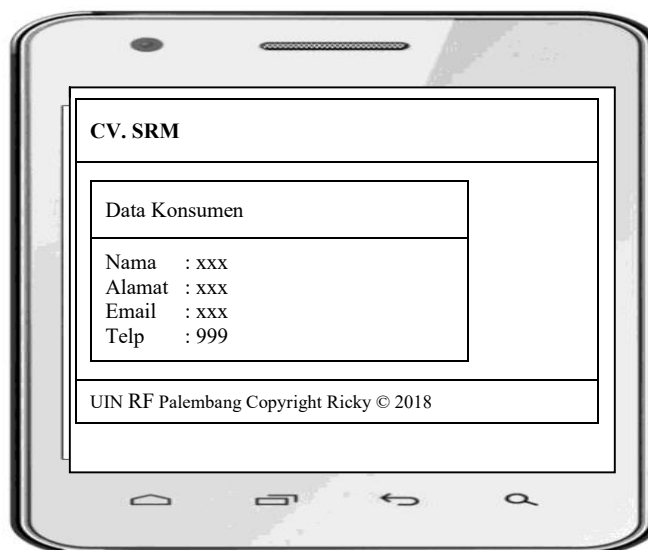 CV. SRM
Data Konsumen
Nama : xxx
Alamat : xxx
Email : xxx
Telp : 999
UIN RF Palembang Copyright Ricky © 2018